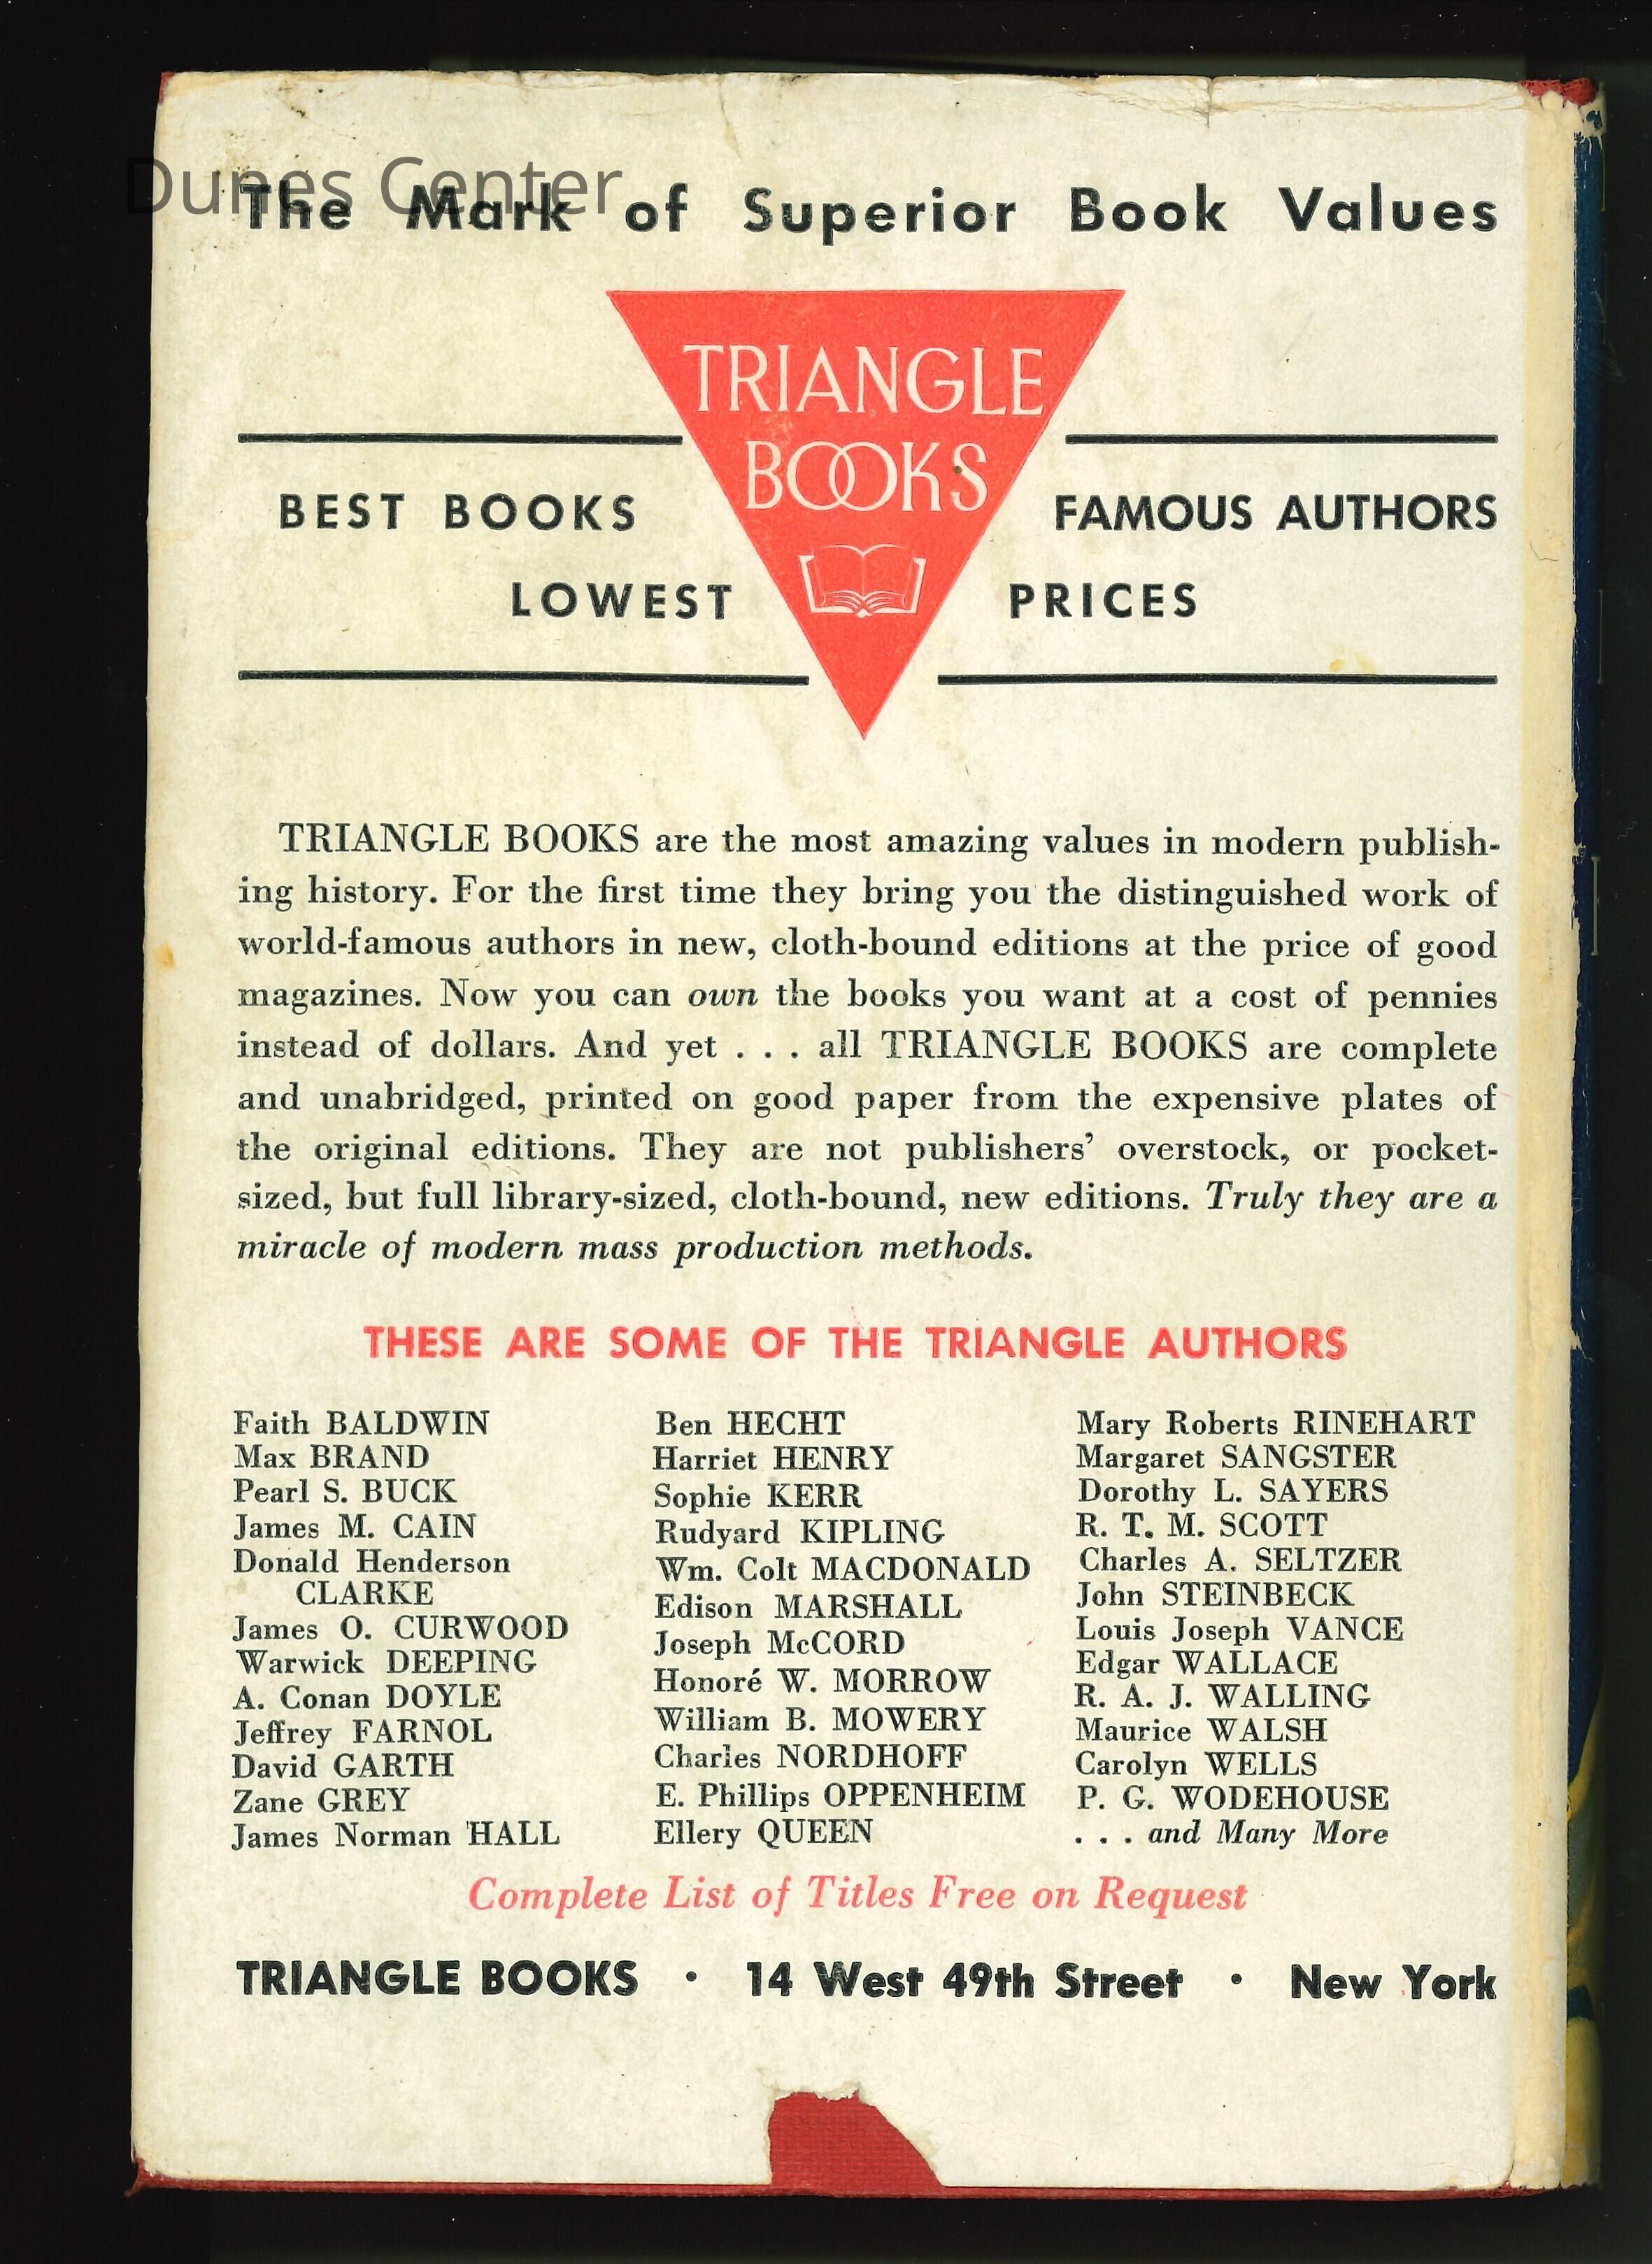 Dunes Center
The Mark of Superior Book Values
TRIANGLE
BOOKS
BEST BOOKS FAMOUS AUTHORS
LOWEST PRICES
TRIANGLE BOOKS are the most amazing values in modern publish-
ing history. For the first time they bring you the distinguished work of
world-famous authors in new, cloth-bound editions at the price of good
magazines. Now you can own the books you want at a cost of pennies
instead of dollars. And yet . . . all TRIANGLE BOOKS are complete
and unabridged, printed on good paper from the expensive plates of
the original editions. They are not publishers' overstock, or pocket-
sized, but full library-sized, cloth-bound, new editions. Truly they are a
miracle of modern mass production methods.
THESE ARE SOME OF THE TRIANGLE AUTHORS
Faith BALDWIN
Max BRAND
Pearl S. BUCK
James M. CAIN
Donald Henderson
CLARKE
James O. CURWOOD
Warwick DEEPING
A. Conan DOYLE
Jeffrey FARNOL
David GARTH
Zane GREY
James Norman HALL
Ben HECHT
Harriet HENRY
Sophie KERR
Rudyard KIPLING
Wm. Colt MACDONALD
Edison MARSHALL
Joseph McCORD
Honoré W. MORROW
William B. MOWERY
Charles NORDHOFF
E. Phillips OPPENHEIM
Ellery QUEEN
Mary Roberts RINEHART
Margaret SANGSTER
Dorothy L. SAYERS
R. T. M. SCOTT
Charles A. SELTZER
John STEINBECK
Louis Joseph VANCE
Edgar WALLACE
R. A. J. WALLING
Maurice WALSH
Carolyn WELLS
P. G. WODEHOUSE
. . . and Many More
Complete List of Titles Free on Request
TRIANGLE BOOKS • 14 West 49th Street • New York